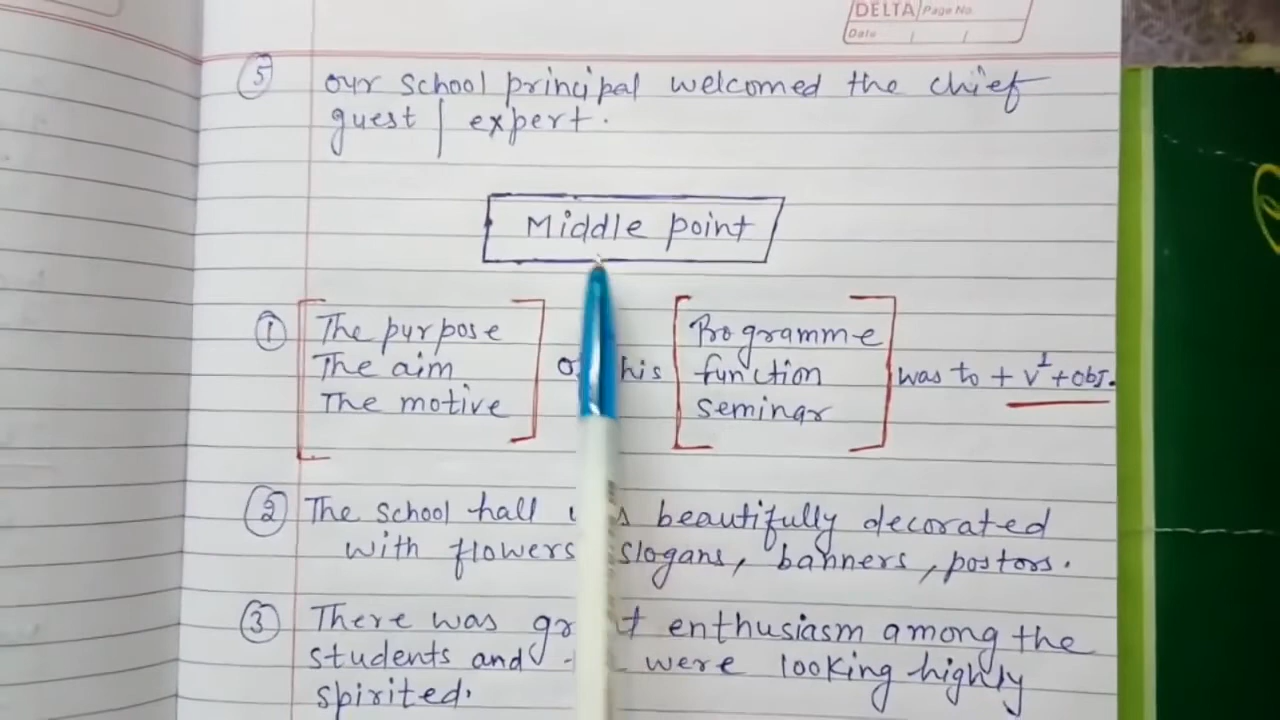 DELTA Page No.
Date
⑤ our school principal welcomed the chief
guest | expert.
Middle point
① The purpose
The aim
The motive
Programme
function
seminar
was to + v¹ + obj.
② The school hall beautifully decorated
with flowers slogans, banners, postors.
③ There was enthusiasm among the
students and were looking highly
spirited.